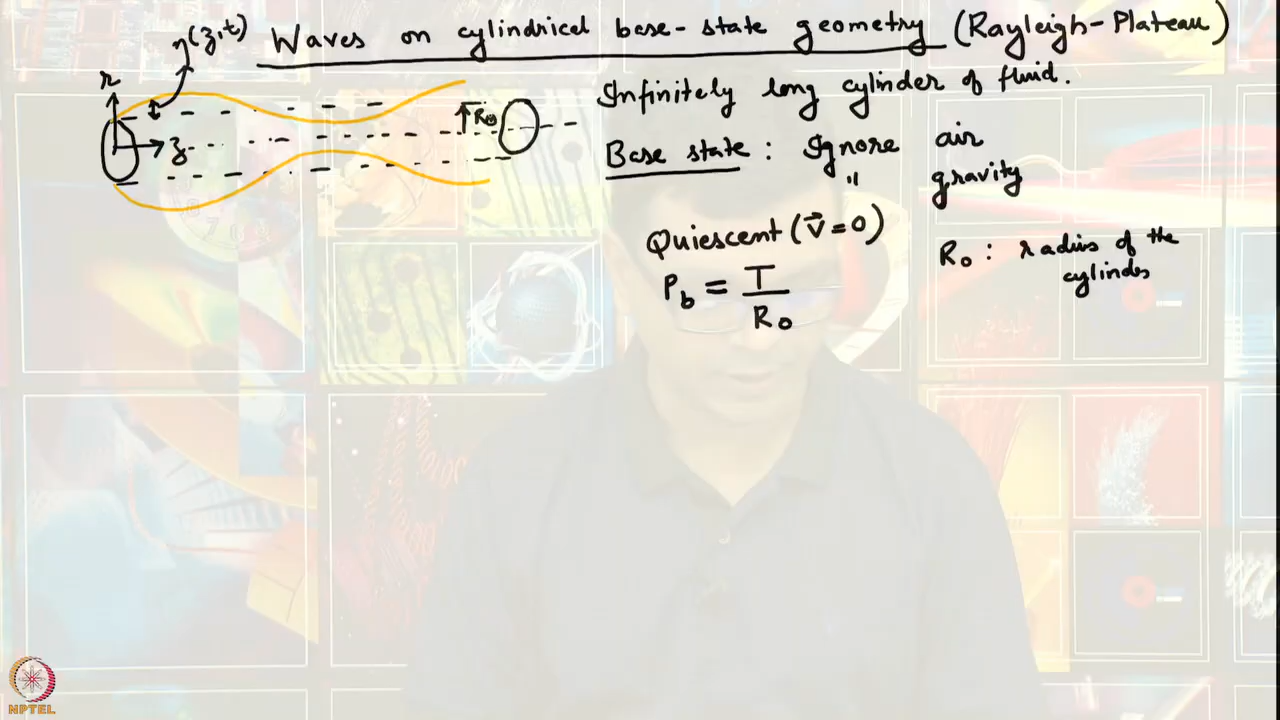 η(z,t) Waves on cylindrical base-state geometry (Rayleigh-Plateau)
r
z
R₀
Infinitely long cylinder of fluid.
Base state : Ignore air
" gravity
Quiescent (v⃗ = 0)
P_b = T / R₀
R₀ : radius of the
cylinder
NPTEL